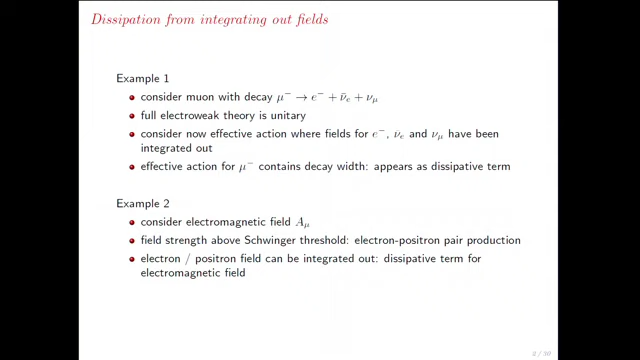 Dissipation from integrating out fields
Example 1
consider muon with decay μ⁻ → e⁻ + ν̄ₑ + ν_μ
full electroweak theory is unitary
consider now effective action where fields for e⁻, νₑ and ν_μ have been
integrated out
effective action for μ⁻ contains decay width: appears as dissipative term
Example 2
consider electromagnetic field A_μ
field strength above Schwinger threshold: electron-positron pair production
electron / positron field can be integrated out: dissipative term for
electromagnetic field
2 / 30